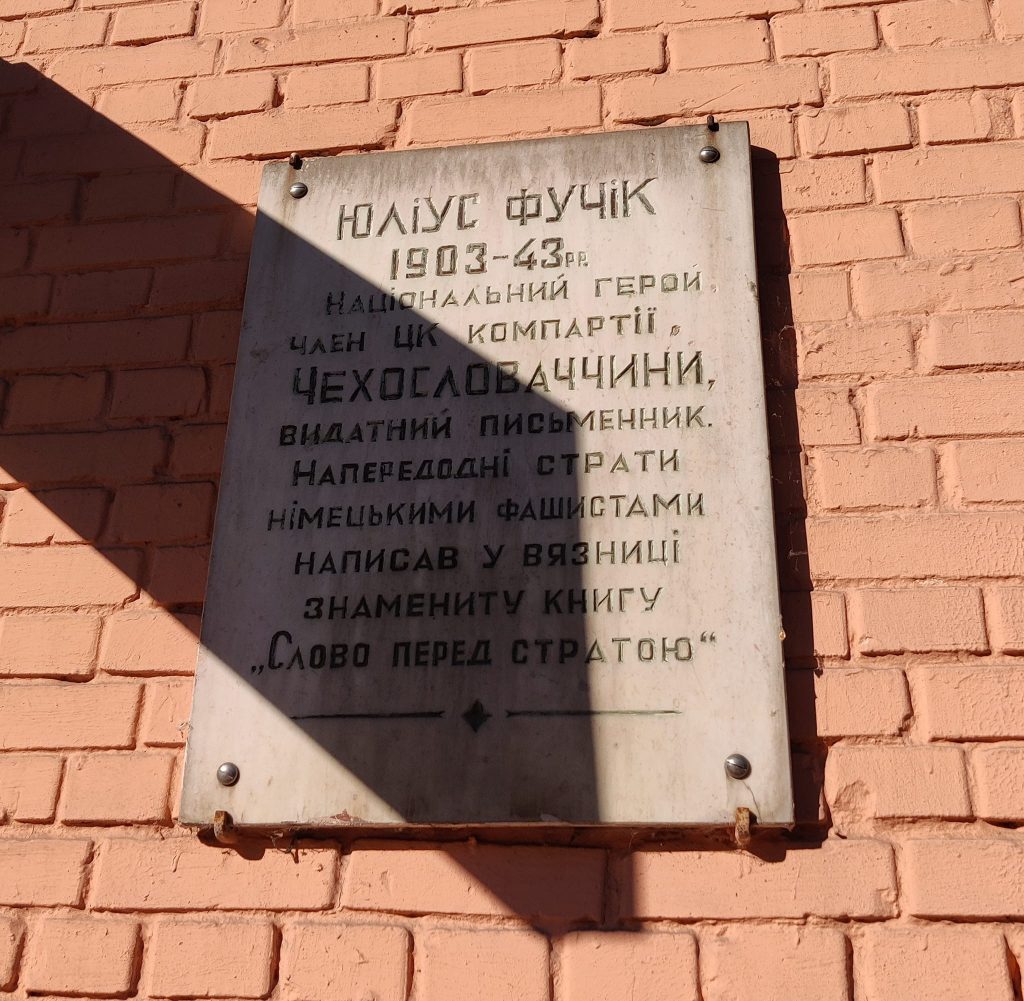 Юліус Фучік
1903-43рр.
Національний герой,
член ЦК компартії
Чехословаччини,
видатний письменник.
Напередодні страти
німецькими фашистами
написав у вязниці
знамениту книгу
„Слово перед стратою“